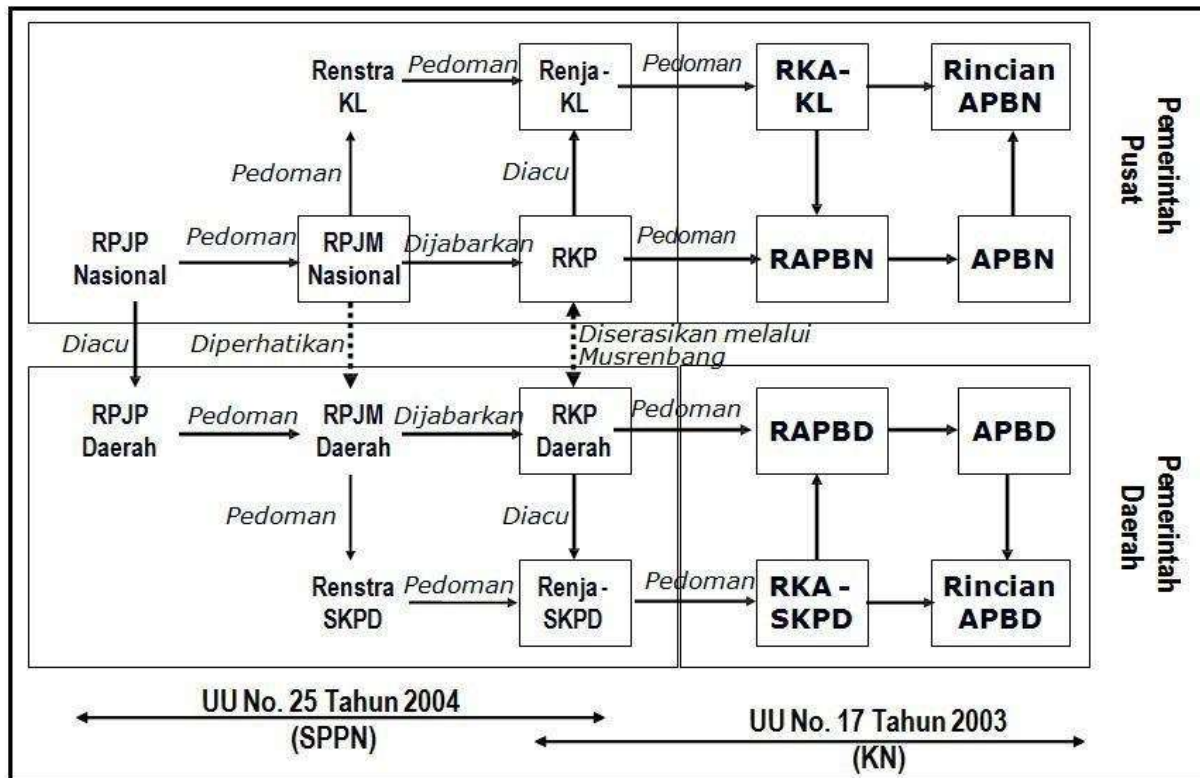 Renstra
KL
Pedoman
Renja -
KL
Pedoman
RKA-
KL
Rincian
APBN
Pemerintah
Pusat
Pedoman
Diacu
RPJP
Nasional
Pedoman
RPJM
Nasional
Dijabarkan
RKP
Pedoman
RAPBN
APBN
Diacu
Diperhatikan
Diserasikan melalui
Musrenbang
RPJP
Daerah
Pedoman
RPJM
Daerah
Dijabarkan
RKP
Daerah
Pedoman
RAPBD
APBD
Pemerintah
Daerah
Pedoman
Diacu
Renstra
SKPD
Pedoman
Renja -
SKPD
Pedoman
RKA -
SKPD
Rincian
APBD
UU No. 25 Tahun 2004
(SPPN)
UU No. 17 Tahun 2003
(KN)